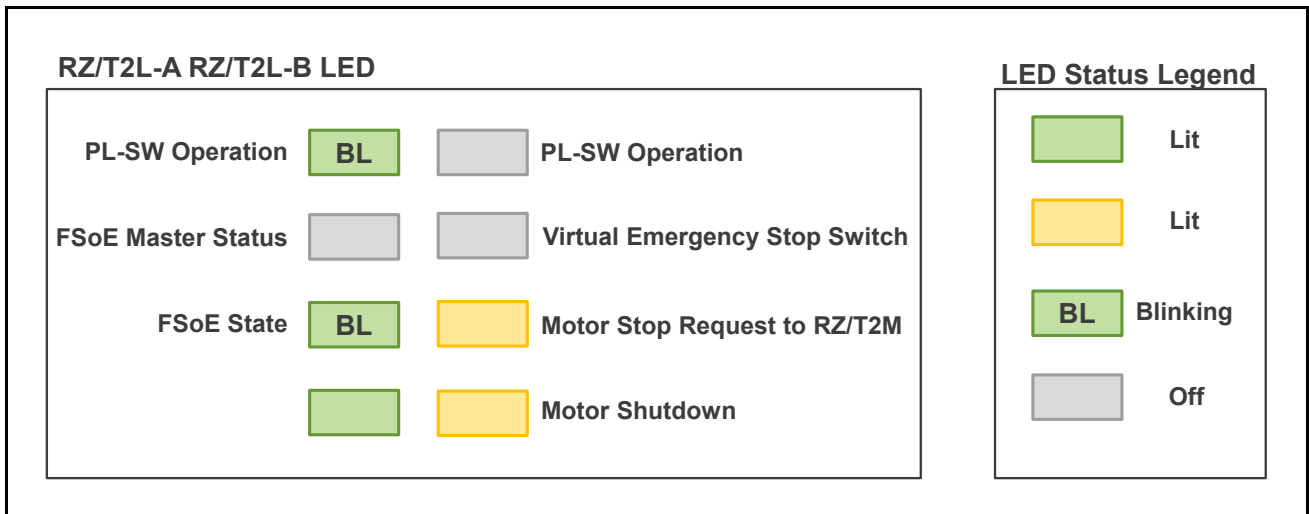 RZ/T2L-A RZ/T2L-B LED
PL-SW Operation BL PL-SW Operation
FSoE Master Status Virtual Emergency Stop Switch
FSoE State BL Motor Stop Request to RZ/T2M
Motor Shutdown
LED Status Legend
Lit
Lit
BL Blinking
Off